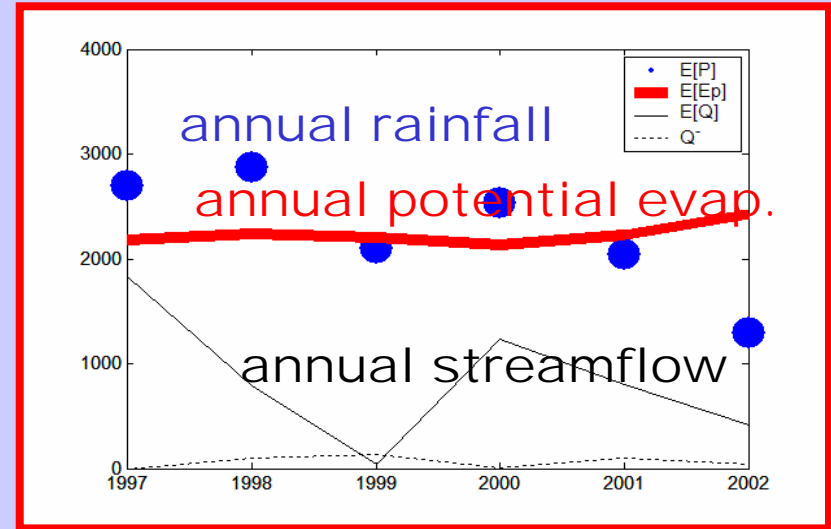 4000
3000
2000
1000
0
1997 1998 1999 2000 2001 2002
E[P]
E[Ep]
E[Q]
Q-
annual rainfall
annual potential evap.
annual streamflow